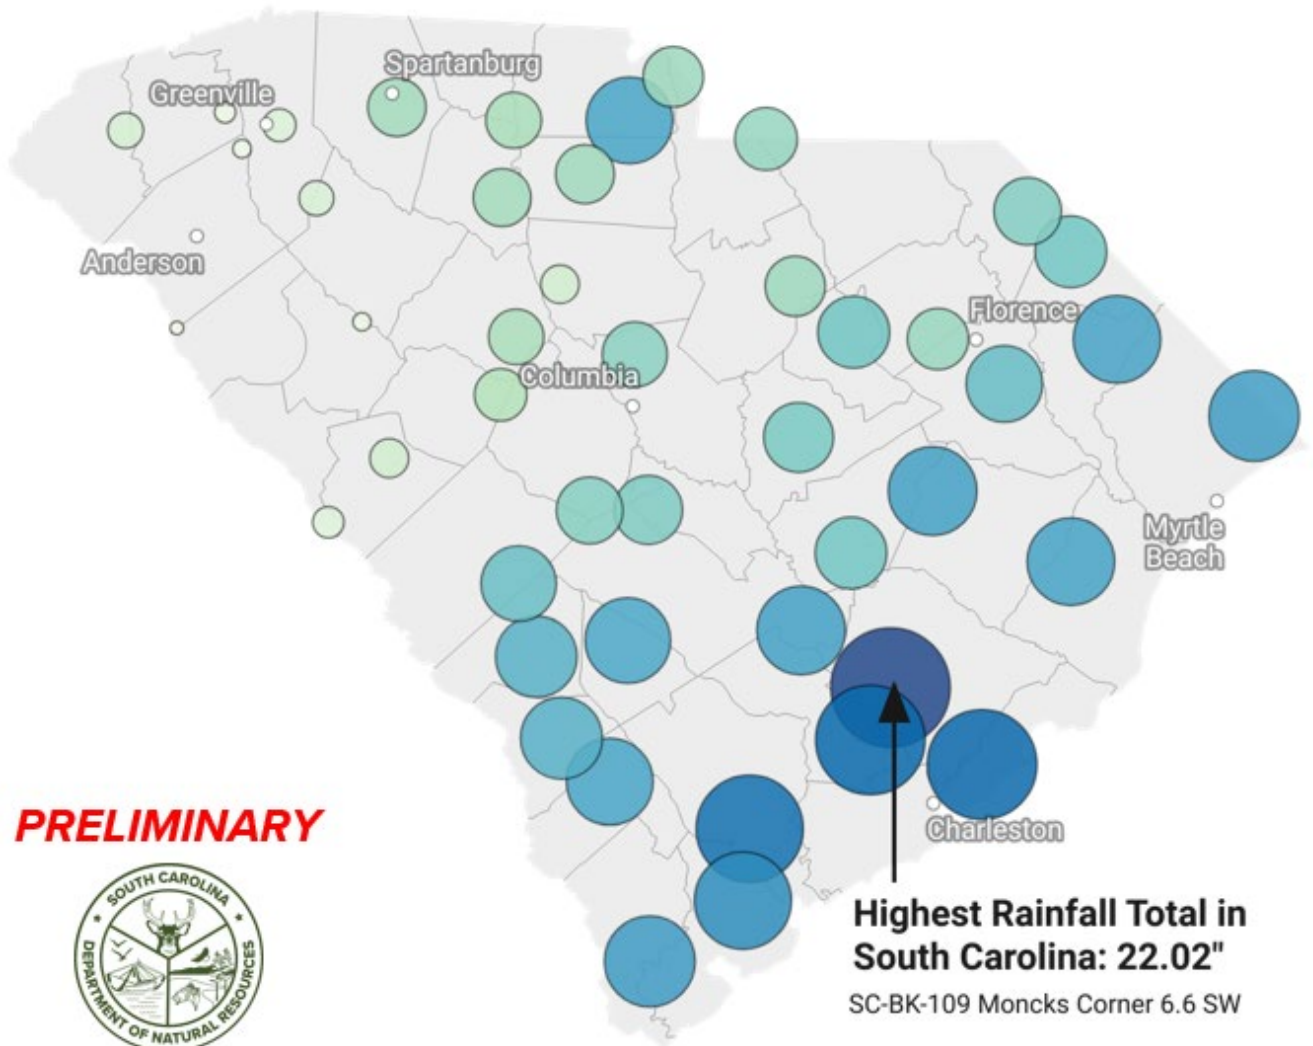 Spartanburg
Greenville
Anderson
Florence
Columbia
Myrtle
Beach
Charleston
PRELIMINARY
SOUTH CAROLINA
DEPARTMENT OF NATURAL RESOURCES
Highest Rainfall Total in
South Carolina: 22.02"
SC-BK-109 Moncks Corner 6.6 SW